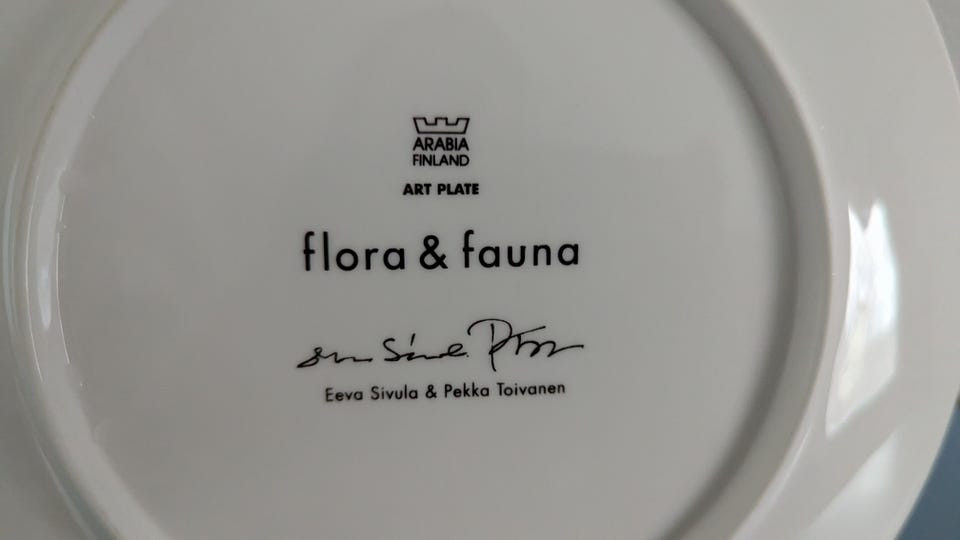 ARABIA
FINLAND
ART PLATE
flora & fauna
Eeva Sivula & Pekka Toivanen